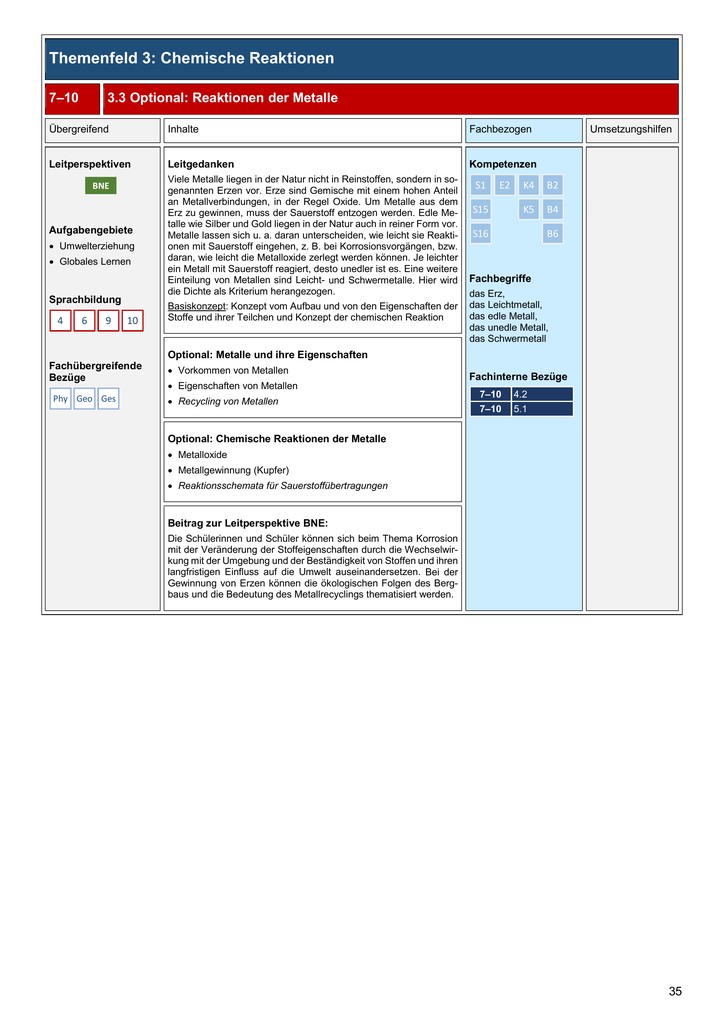 Themenfeld 3: Chemische Reaktionen
7–10
3.3 Optional: Reaktionen der Metalle
Übergreifend
Inhalte
Fachbezogen
Umsetzungshilfen
Leitperspektiven
BNE
Aufgabengebiete
• Umwelterziehung
• Globales Lernen
Sprachbildung
4 6 9 10
Fachübergreifende
Bezüge
Phy Geo Ges
Leitgedanken
Viele Metalle liegen in der Natur nicht in Reinstoffen, sondern in so-
genannten Erzen vor. Erze sind Gemische mit einem hohen Anteil
an Metallverbindungen, in der Regel Oxide. Um Metalle aus dem
Erz zu gewinnen, muss der Sauerstoff entzogen werden. Edle Me-
talle wie Silber und Gold liegen in der Natur auch in reiner Form vor.
Metalle lassen sich u. a. daran unterscheiden, wie leicht sie Reakti-
onen mit Sauerstoff eingehen, z. B. bei Korrosionsvorgängen, bzw.
daran, wie leicht die Metalloxide zerlegt werden können. Je leichter
ein Metall mit Sauerstoff reagiert, desto unedler ist es. Eine weitere
Einteilung von Metallen sind Leicht- und Schwermetalle. Hier wird
die Dichte als Kriterium herangezogen.
Basiskonzept: Konzept vom Aufbau und von den Eigenschaften der
Stoffe und ihrer Teilchen und Konzept der chemischen Reaktion
Optional: Metalle und ihre Eigenschaften
• Vorkommen von Metallen
• Eigenschaften von Metallen
• Recycling von Metallen
Optional: Chemische Reaktionen der Metalle
• Metalloxide
• Metallgewinnung (Kupfer)
• Reaktionsschemata für Sauerstoffübertragungen
Beitrag zur Leitperspektive BNE:
Die Schülerinnen und Schüler können sich beim Thema Korrosion
mit der Veränderung der Stoffeigenschaften durch die Wechselwir-
kung mit der Umgebung und der Beständigkeit von Stoffen und ihren
langfristigen Einfluss auf die Umwelt auseinandersetzen. Bei der
Gewinnung von Erzen können die ökologischen Folgen des Berg-
baus und die Bedeutung des Metallrecyclings thematisiert werden.
Kompetenzen
S1 E2 K4 B2
S15 K5 B4
S16 B6
Fachbegriffe
das Erz,
das Leichtmetall,
das edle Metall,
das unedle Metall,
das Schwermetall
Fachinterne Bezüge
7–10 4.2
7–10 5.1
35